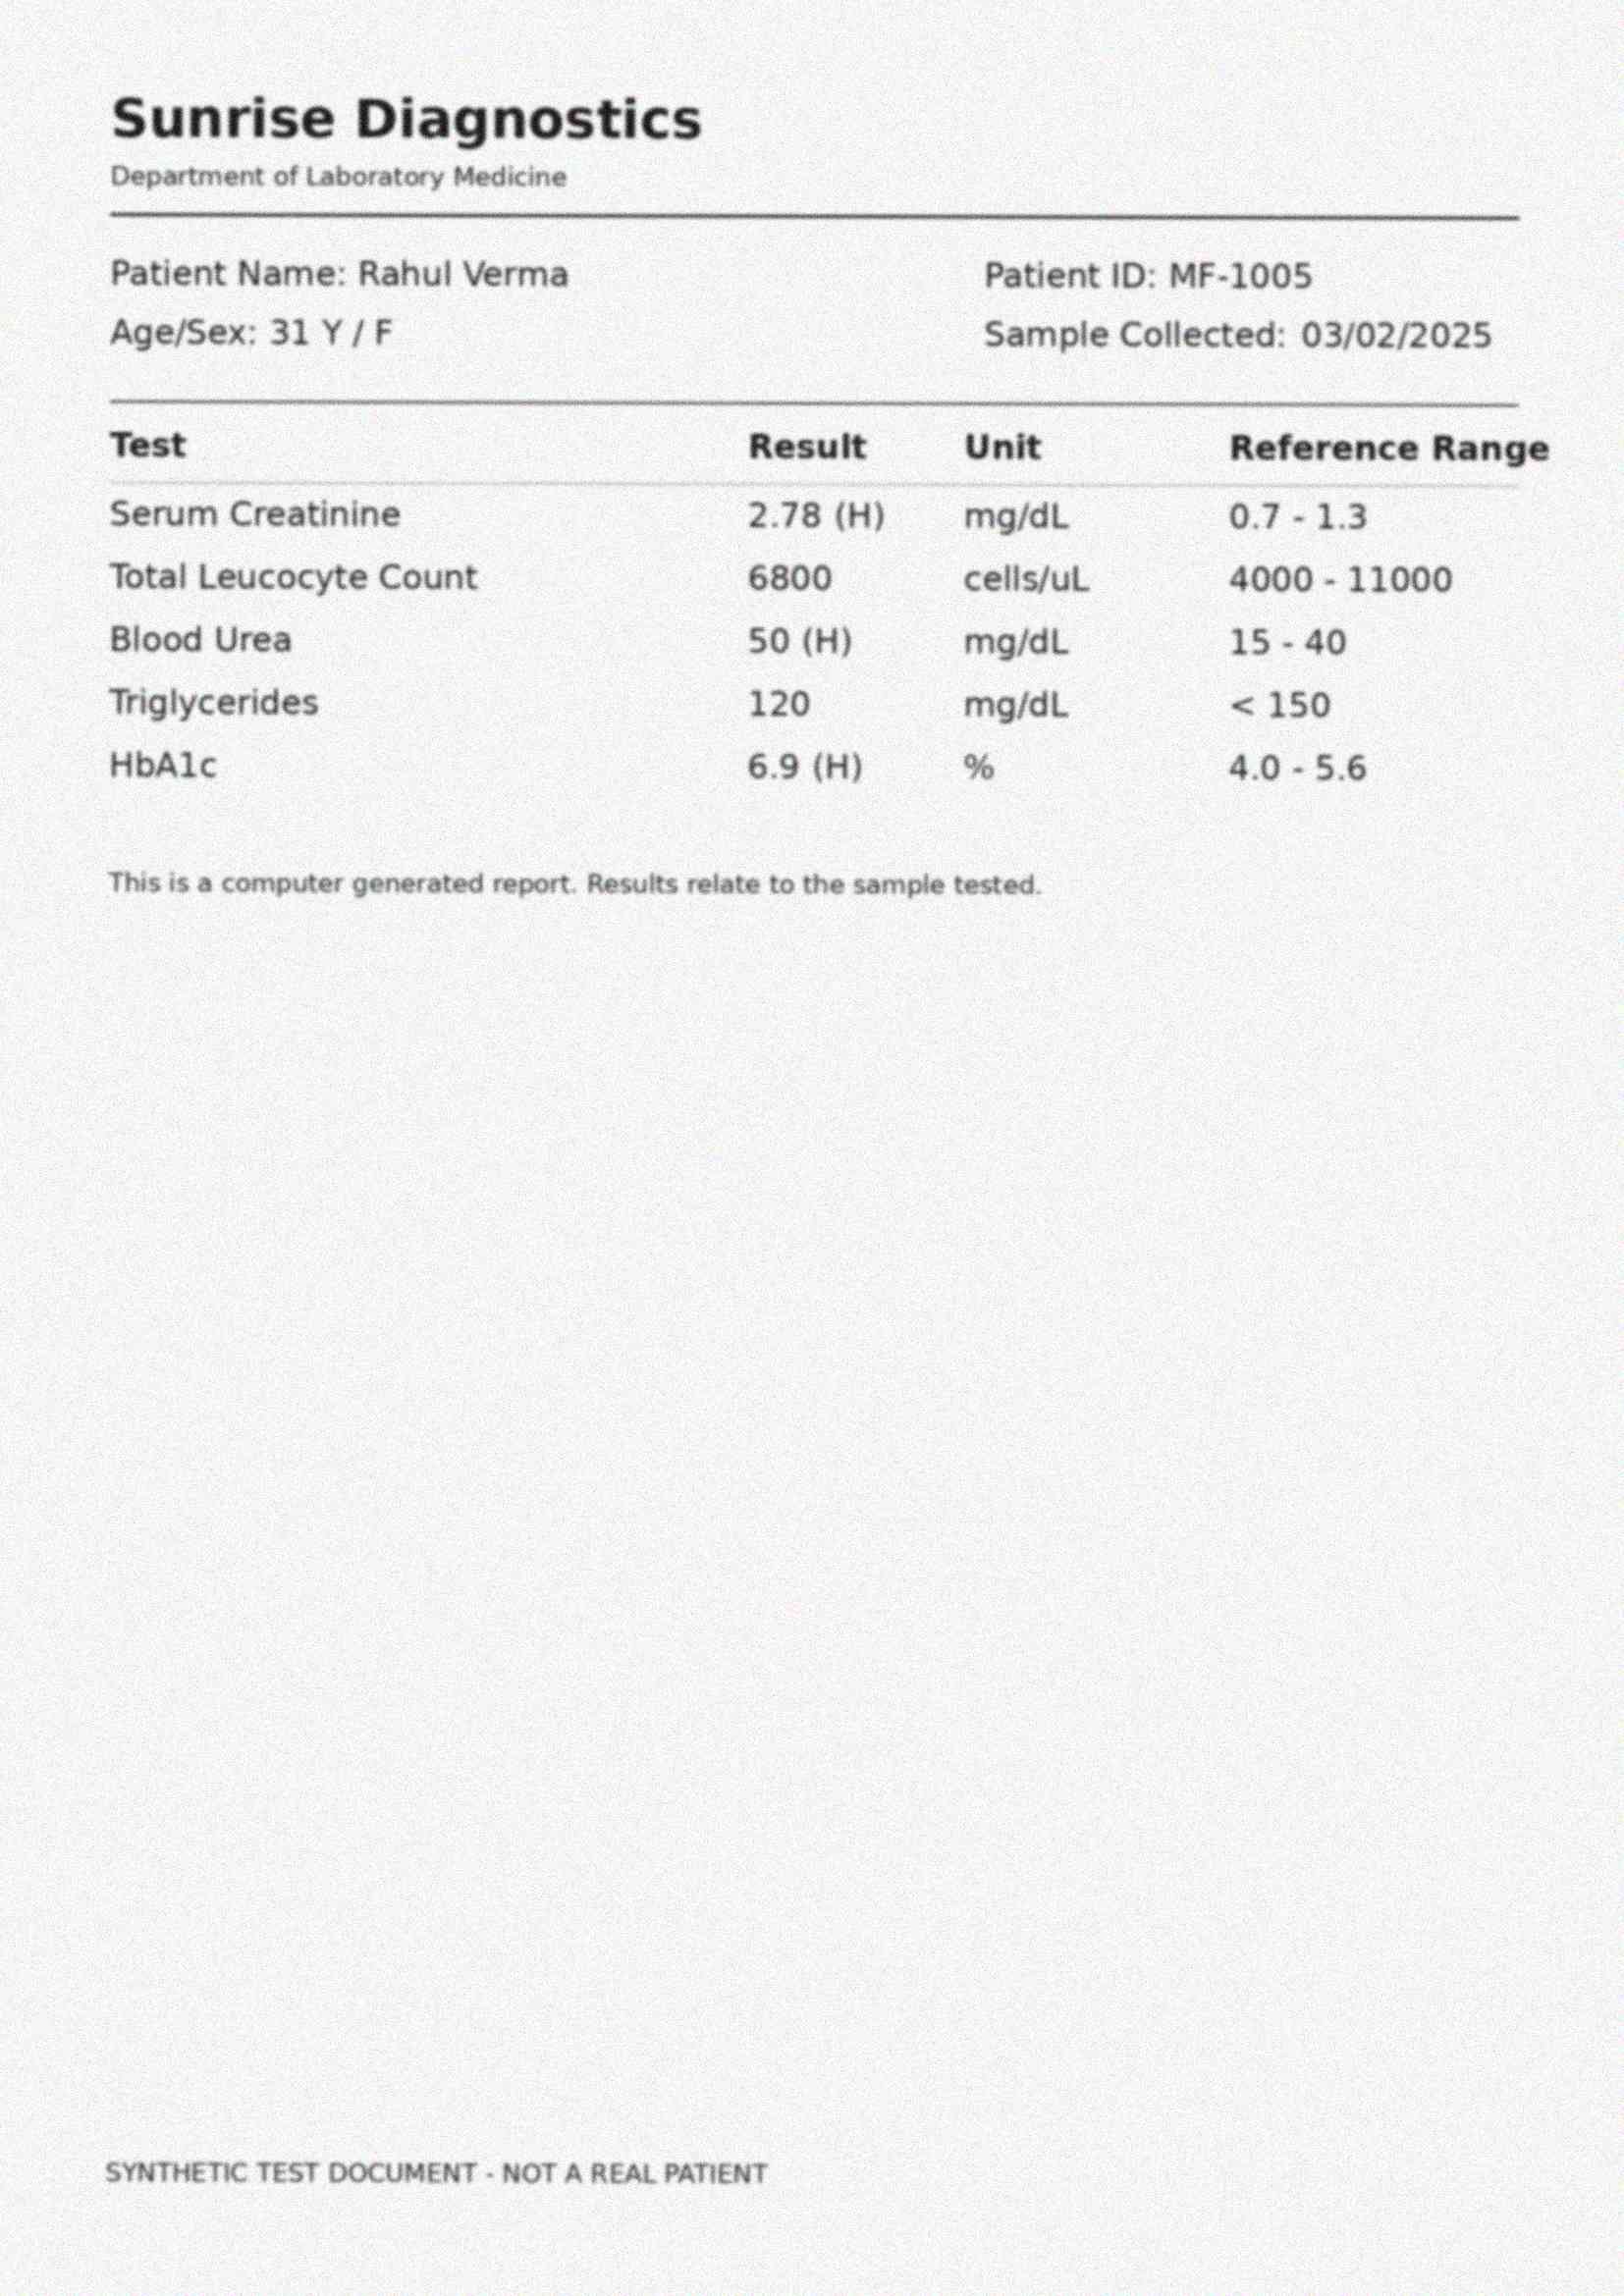 Sunrise Diagnostics
Department of Laboratory Medicine
Patient Name: Rahul Verma Patient ID: MF-1005
Age/Sex: 31 Y / F Sample Collected: 03/02/2025
Test Result Unit Reference Range
Serum Creatinine 2.78 (H) mg/dL 0.7 - 1.3
Total Leucocyte Count 6800 cells/uL 4000 - 11000
Blood Urea 50 (H) mg/dL 15 - 40
Triglycerides 120 mg/dL < 150
HbA1c 6.9 (H) % 4.0 - 5.6
This is a computer generated report. Results relate to the sample tested.
SYNTHETIC TEST DOCUMENT - NOT A REAL PATIENT